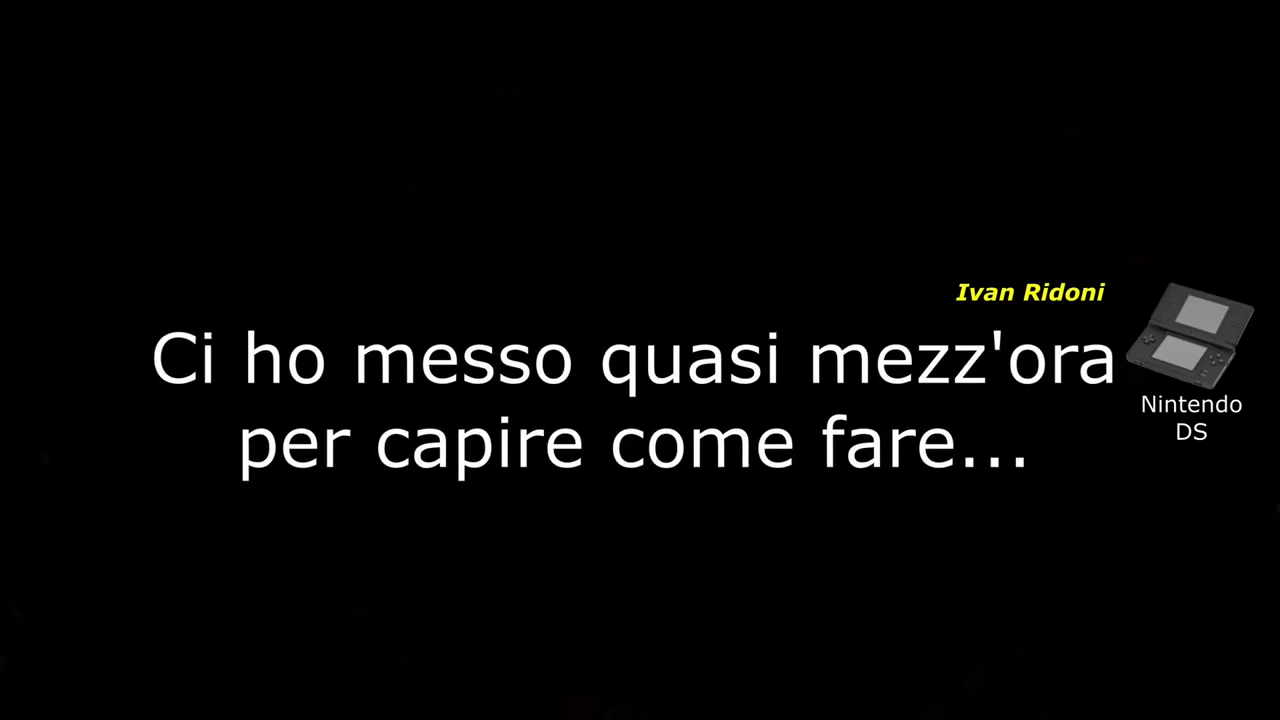 Ivan Ridoni
Ci ho messo quasi mezz'ora
per capire come fare...
Nintendo
DS